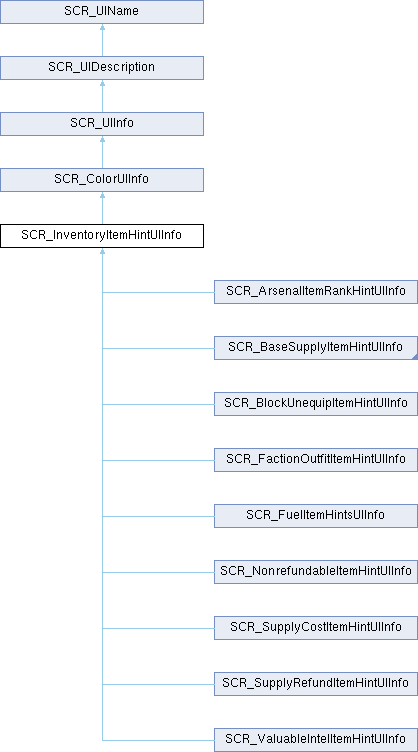 SCR_UIName
SCR_UIDescription
SCR_UIInfo
SCR_ColorUIInfo
SCR_InventoryItemHintUIInfo
SCR_ArsenalItemRankHintUIInfo
SCR_BaseSupplyItemHintUIInfo
SCR_BlockUnequipItemHintUIInfo
SCR_FactionOutfitItemHintUIInfo
SCR_FuelItemHintsUIInfo
SCR_NonrefundableItemHintUIInfo
SCR_SupplyCostItemHintUIInfo
SCR_SupplyRefundItemHintUIInfo
SCR_ValuableIntelItemHintUIInfo